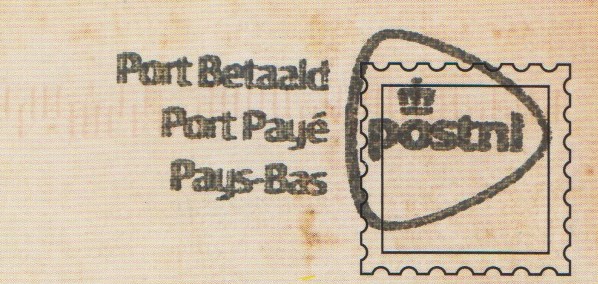 Port Betaald
Port Payé
Pays-Bas
postnl